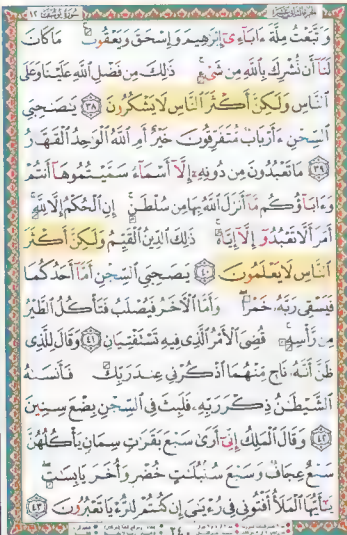 سورة يوسف ١٢
وَٱتَّبَعْتُ مِلَّةَ ءَابَآءِىٓ إِبْرَٰهِيمَ وَإِسْحَٰقَ وَيَعْقُوبَ ۚ مَا كَانَ
لَنَآ أَن نُّشْرِكَ بِٱللَّهِ مِن شَىْءٍ ۚ ذَٰلِكَ مِن فَضْلِ ٱللَّهِ عَلَيْنَا وَعَلَى
ٱلنَّاسِ وَلَٰكِنَّ أَكْثَرَ ٱلنَّاسِ لَا يَشْكُرُونَ ٣٨ يَٰصَٰحِبَىِ
ٱلسِّجْنِ ءَأَرْبَابٌ مُّتَفَرِّقُونَ خَيْرٌ أَمِ ٱللَّهُ ٱلْوَٰحِدُ ٱلْقَهَّارُ
٣٩ مَا تَعْبُدُونَ مِن دُونِهِۦٓ إِلَّآ أَسْمَآءً سَمَّيْتُمُوهَآ أَنتُمْ
وَءَابَآؤُكُم مَّآ أَنزَلَ ٱللَّهُ بِهَا مِن سُلْطَٰنٍ ۚ إِنِ ٱلْحُكْمُ إِلَّا لِلَّهِ ۚ
أَمَرَ أَلَّا تَعْبُدُوٓا۟ إِلَّآ إِيَّاهُ ۚ ذَٰلِكَ ٱلدِّينُ ٱلْقَيِّمُ وَلَٰكِنَّ أَكْثَرَ
ٱلنَّاسِ لَا يَعْلَمُونَ ٤٠ يَٰصَٰحِبَىِ ٱلسِّجْنِ أَمَّآ أَحَدُكُمَا
فَيَسْقِى رَبَّهُۥ خَمْرًا ۖ وَأَمَّا ٱلْءَاخَرُ فَيُصْلَبُ فَتَأْكُلُ ٱلطَّيْرُ
مِن رَّأْسِهِۦ ۚ قُضِىَ ٱلْأَمْرُ ٱلَّذِى فِيهِ تَسْتَفْتِيَانِ ٤١ وَقَالَ لِلَّذِى
ظَنَّ أَنَّهُۥ نَاجٍ مِّنْهُمَا ٱذْكُرْنِى عِندَ رَبِّكَ فَأَنسَىٰهُ
ٱلشَّيْطَٰنُ ذِكْرَ رَبِّهِۦ فَلَبِثَ فِى ٱلسِّجْنِ بِضْعَ سِنِينَ
٤٢ وَقَالَ ٱلْمَلِكُ إِنِّىٓ أَرَىٰ سَبْعَ بَقَرَٰتٍ سِمَانٍ يَأْكُلُهُنَّ
سَبْعٌ عِجَافٌ وَسَبْعَ سُنۢبُلَٰتٍ خُضْرٍ وَأُخَرَ يَابِسَٰتٍ ۖ
يَٰٓأَيُّهَا ٱلْمَلَأُ أَفْتُونِى فِى رُءْيَٰىَ إِن كُنتُمْ لِلرُّءْيَا تَعْبُرُونَ ٤٣
٢٤٠